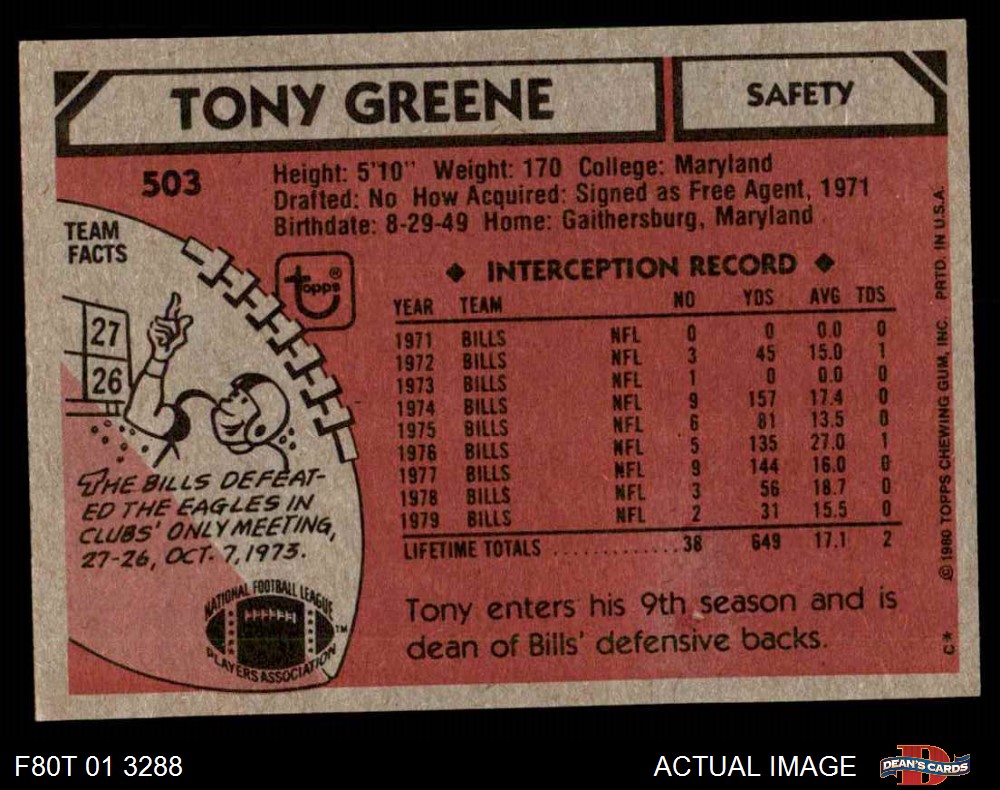 TONY GREENE
SAFETY
503
Height: 5'10" Weight: 170 College: Maryland
Drafted: No How Acquired: Signed as Free Agent, 1971
Birthdate: 8-29-49 Home: Gaithersburg, Maryland
TEAM
FACTS
27
26
THE BILLS DEFEAT-
ED THE EAGLES IN
CLUBS' ONLY MEETING,
27-26, OCT. 7, 1973.
NATIONAL FOOTBALL LEAGUE
PLAYERS ASSOCIATION
TM
topps®
◆ INTERCEPTION RECORD ◆
YEAR TEAM NO YDS AVG TDS
1971 BILLS NFL 0 0 0.0 0
1972 BILLS NFL 3 45 15.0 1
1973 BILLS NFL 1 0 0.0 0
1974 BILLS NFL 9 157 17.4 0
1975 BILLS NFL 6 81 13.5 0
1976 BILLS NFL 5 135 27.0 1
1977 BILLS NFL 9 144 16.0 0
1978 BILLS NFL 3 56 18.7 0
1979 BILLS NFL 2 31 15.5 0
LIFETIME TOTALS ............38 649 17.1 2
Tony enters his 9th season and is
dean of Bills' defensive backs.
C* © 1980 TOPPS CHEWING GUM, INC. PRTD. IN U.S.A.
F80T 01 3288
ACTUAL IMAGE
D
DEAN'S CARDS